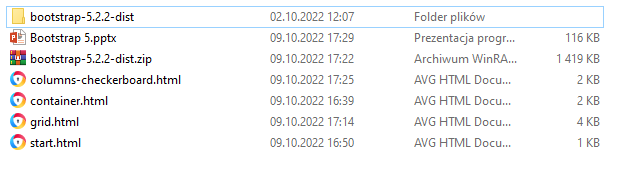 bootstrap-5.2.2-dist 02.10.2022 12:07 Folder plików
Bootstrap 5.pptx 09.10.2022 17:29 Prezentacja progr... 116 KB
bootstrap-5.2.2-dist.zip 09.10.2022 17:22 Archiwum WinRA... 1 419 KB
columns-checkerboard.html 09.10.2022 17:25 AVG HTML Docu... 2 KB
container.html 09.10.2022 16:39 AVG HTML Docu... 2 KB
grid.html 09.10.2022 17:14 AVG HTML Docu... 4 KB
start.html 09.10.2022 16:50 AVG HTML Docu... 1 KB